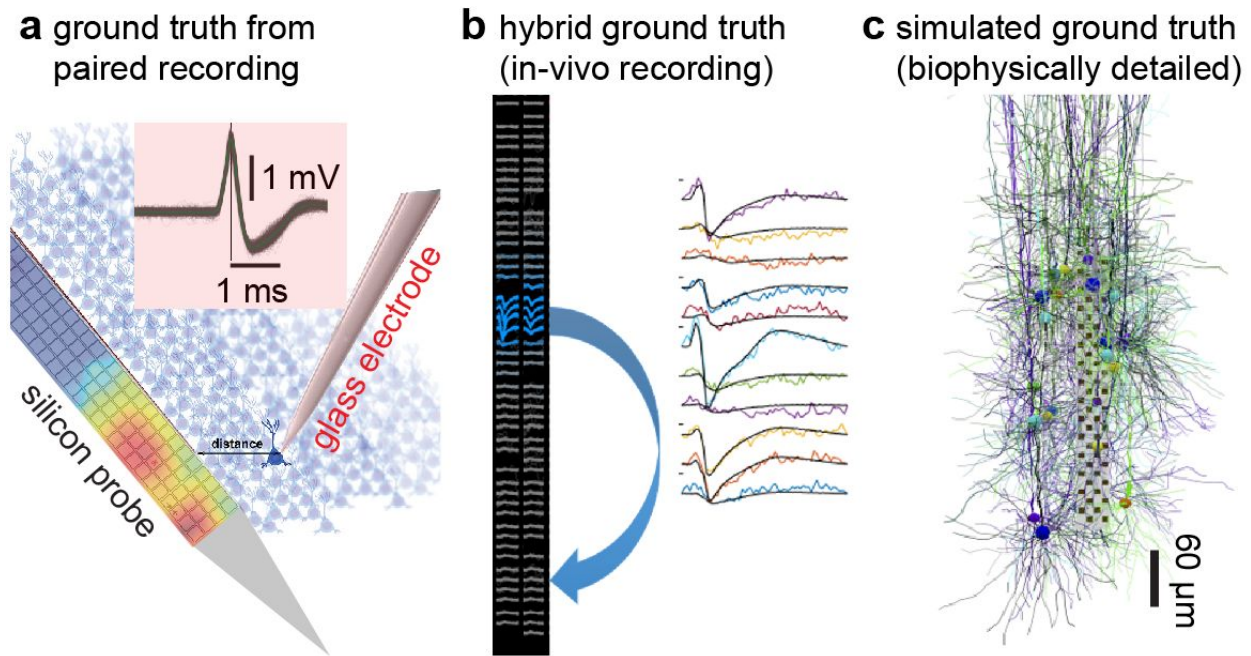 a ground truth from
paired recording
1 mV
1 ms
silicon probe
distance
glass electrode
b hybrid ground truth
(in-vivo recording)
c simulated ground truth
(biophysically detailed)
60 µm